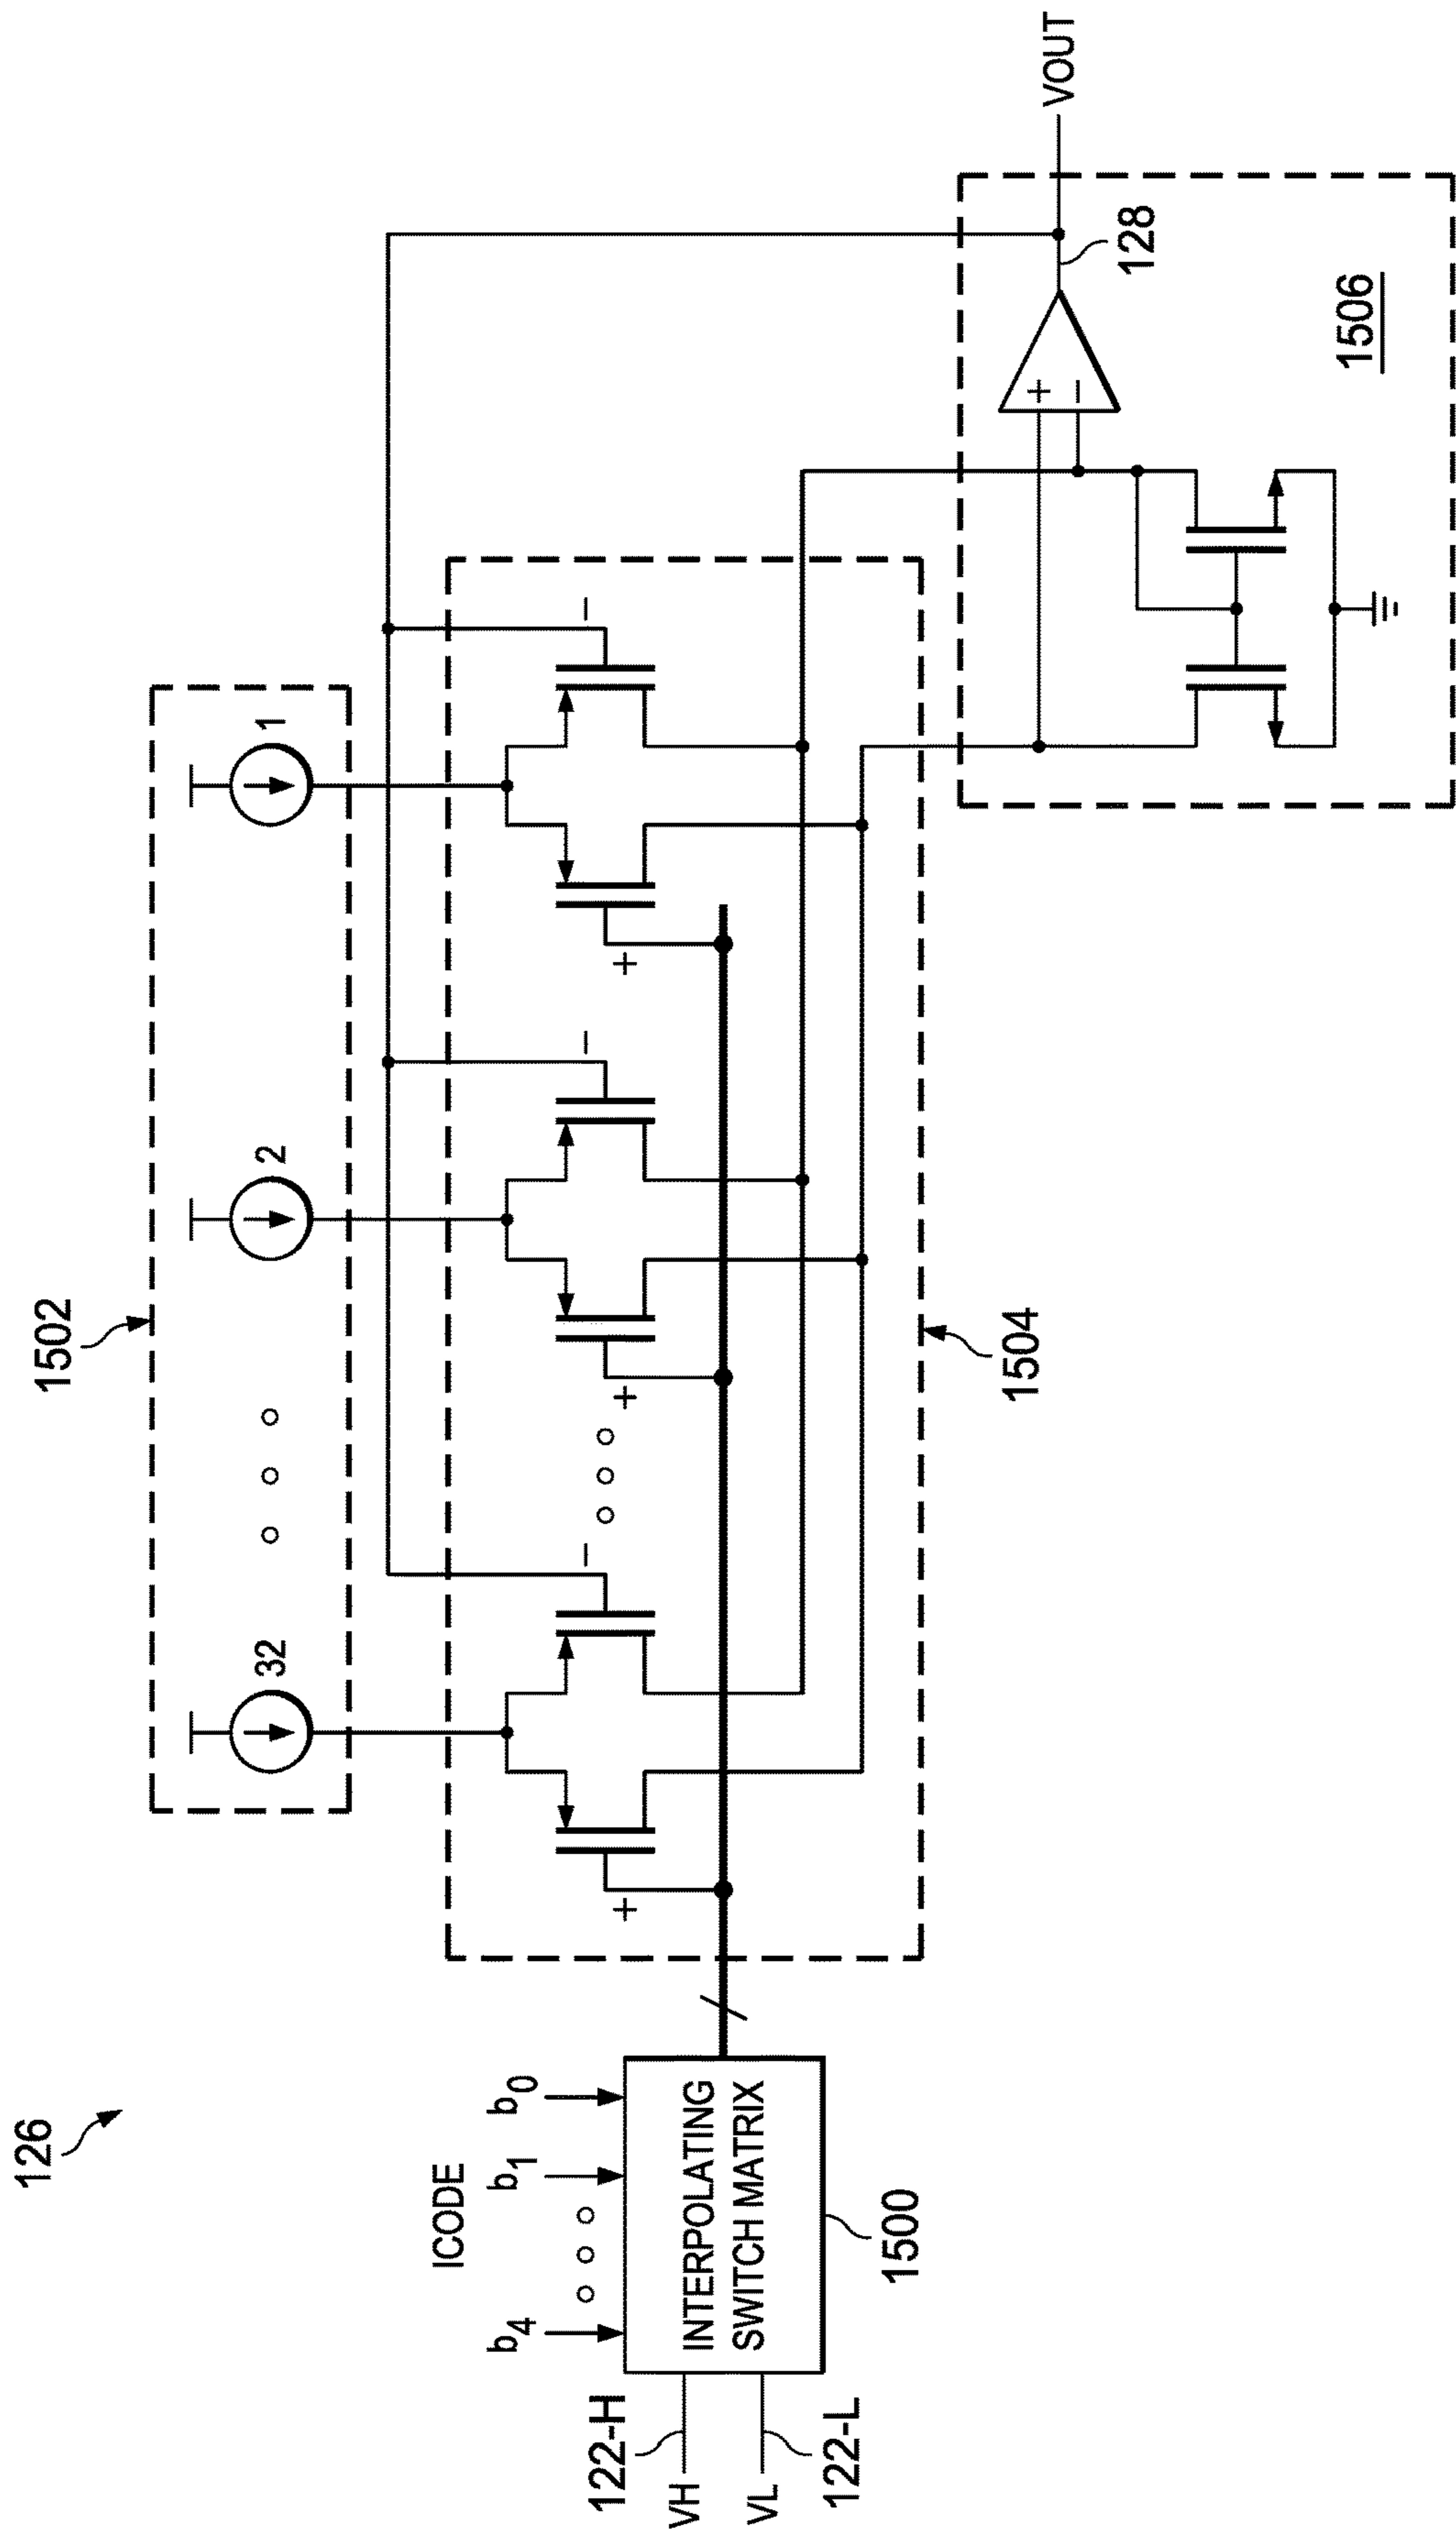 126
1502
32
2
1
ICODE
b4
b1
b0
VH
122-H
VL
122-L
INTERPOLATING
SWITCH MATRIX
1500
+
−
+
−
+
−
1504
+
−
128
VOUT
1506